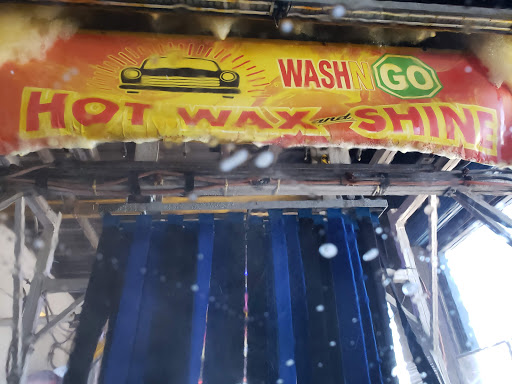 WASH N GO
HOT WAX and SHINE